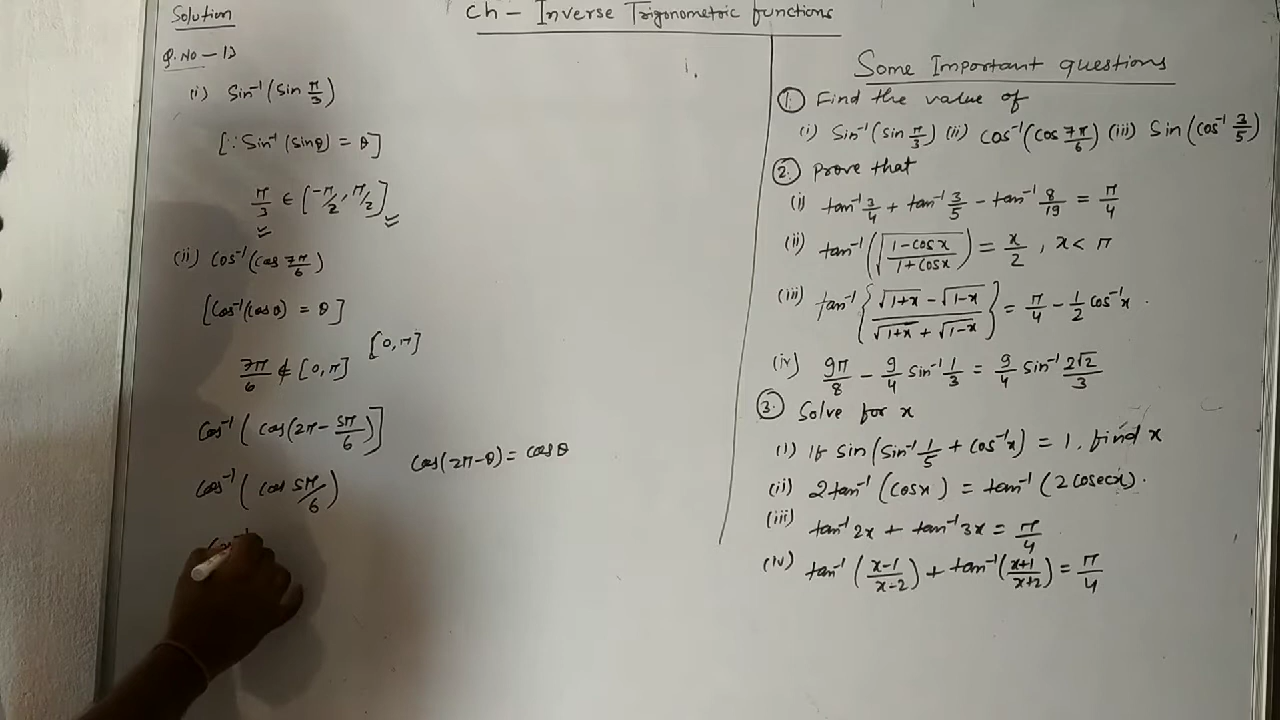 Ch – Inverse Trigonometric functions
Solution
Q.No – 1)
(i) Sin⁻¹(Sin π/3)
[∵ Sin⁻¹(Sinθ) = θ]
π/3 ∈ [-π/2, π/2]
(ii) Cos⁻¹(Cos 7π/6)
[Cos⁻¹(Cosθ) = θ]
7π/6 ∉ [0,π] [0,π]
Cos⁻¹(Cos(2π - 5π/6)]
Cos(2π-θ) = Cosθ
Cos⁻¹(Cos 5π/6)
Some Important questions
1. Find the value of
(i) Sin⁻¹(Sin π/3) (ii) Cos⁻¹(Cos 7π/6) (iii) Sin(Cos⁻¹ 3/5)
2. Prove that
(i) tan⁻¹ 3/4 + tan⁻¹ 3/5 - tan⁻¹ 8/19 = π/4
(ii) tan⁻¹(√((1-Cosx)/(1+Cosx))) = x/2, x < π
(iii) tan⁻¹{(√(1+x) - √(1-x))/(√(1+x) + √(1-x))} = π/4 - 1/2 Cos⁻¹x.
(iv) 9π/8 - 9/4 Sin⁻¹ 1/3 = 9/4 Sin⁻¹ 2√2/3
3. Solve for x
(i) If Sin(Sin⁻¹ 1/5 + Cos⁻¹x) = 1, find x
(ii) 2tan⁻¹(Cosx) = tan⁻¹(2Cosecx).
(iii) tan⁻¹2x + tan⁻¹3x = π/4
(iv) tan⁻¹((x-1)/(x-2)) + tan⁻¹((x+1)/(x+2)) = π/4